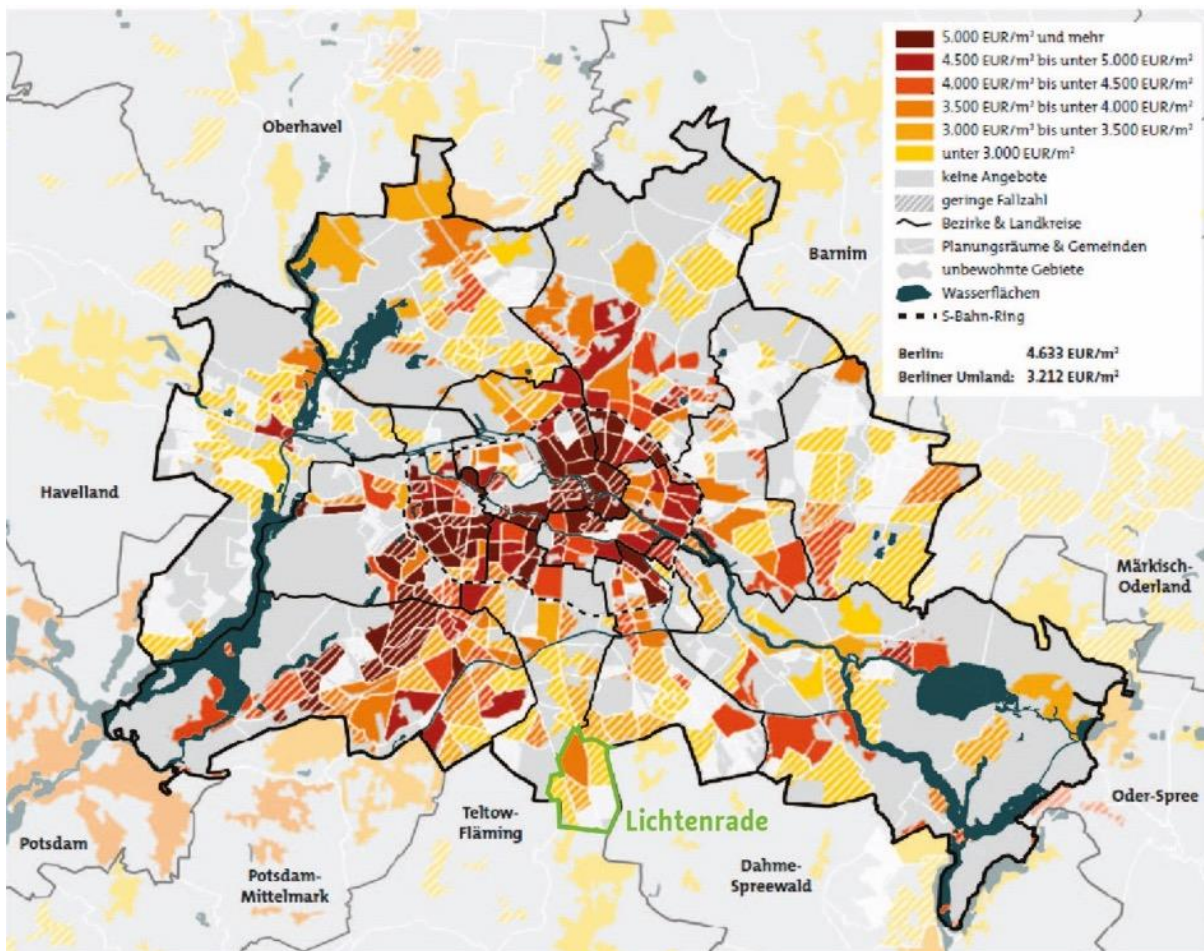 5.000 EUR/m² und mehr
4.500 EUR/m² bis unter 5.000 EUR/m²
4.000 EUR/m² bis unter 4.500 EUR/m²
3.500 EUR/m² bis unter 4.000 EUR/m²
3.000 EUR/m² bis unter 3.500 EUR/m²
unter 3.000 EUR/m²
keine Angebote
geringe Fallzahl
Bezirke & Landkreise
Planungsräume & Gemeinden
unbewohnte Gebiete
Wasserflächen
S-Bahn-Ring
Berlin: 4.633 EUR/m²
Berliner Umland: 3.212 EUR/m²
Oberhavel
Barnim
Havelland
Märkisch-
Oderland
Oder-Spree
Teltow-
Fläming
Lichtenrade
Potsdam
Potsdam-
Mittelmark
Dahme-
Spreewald